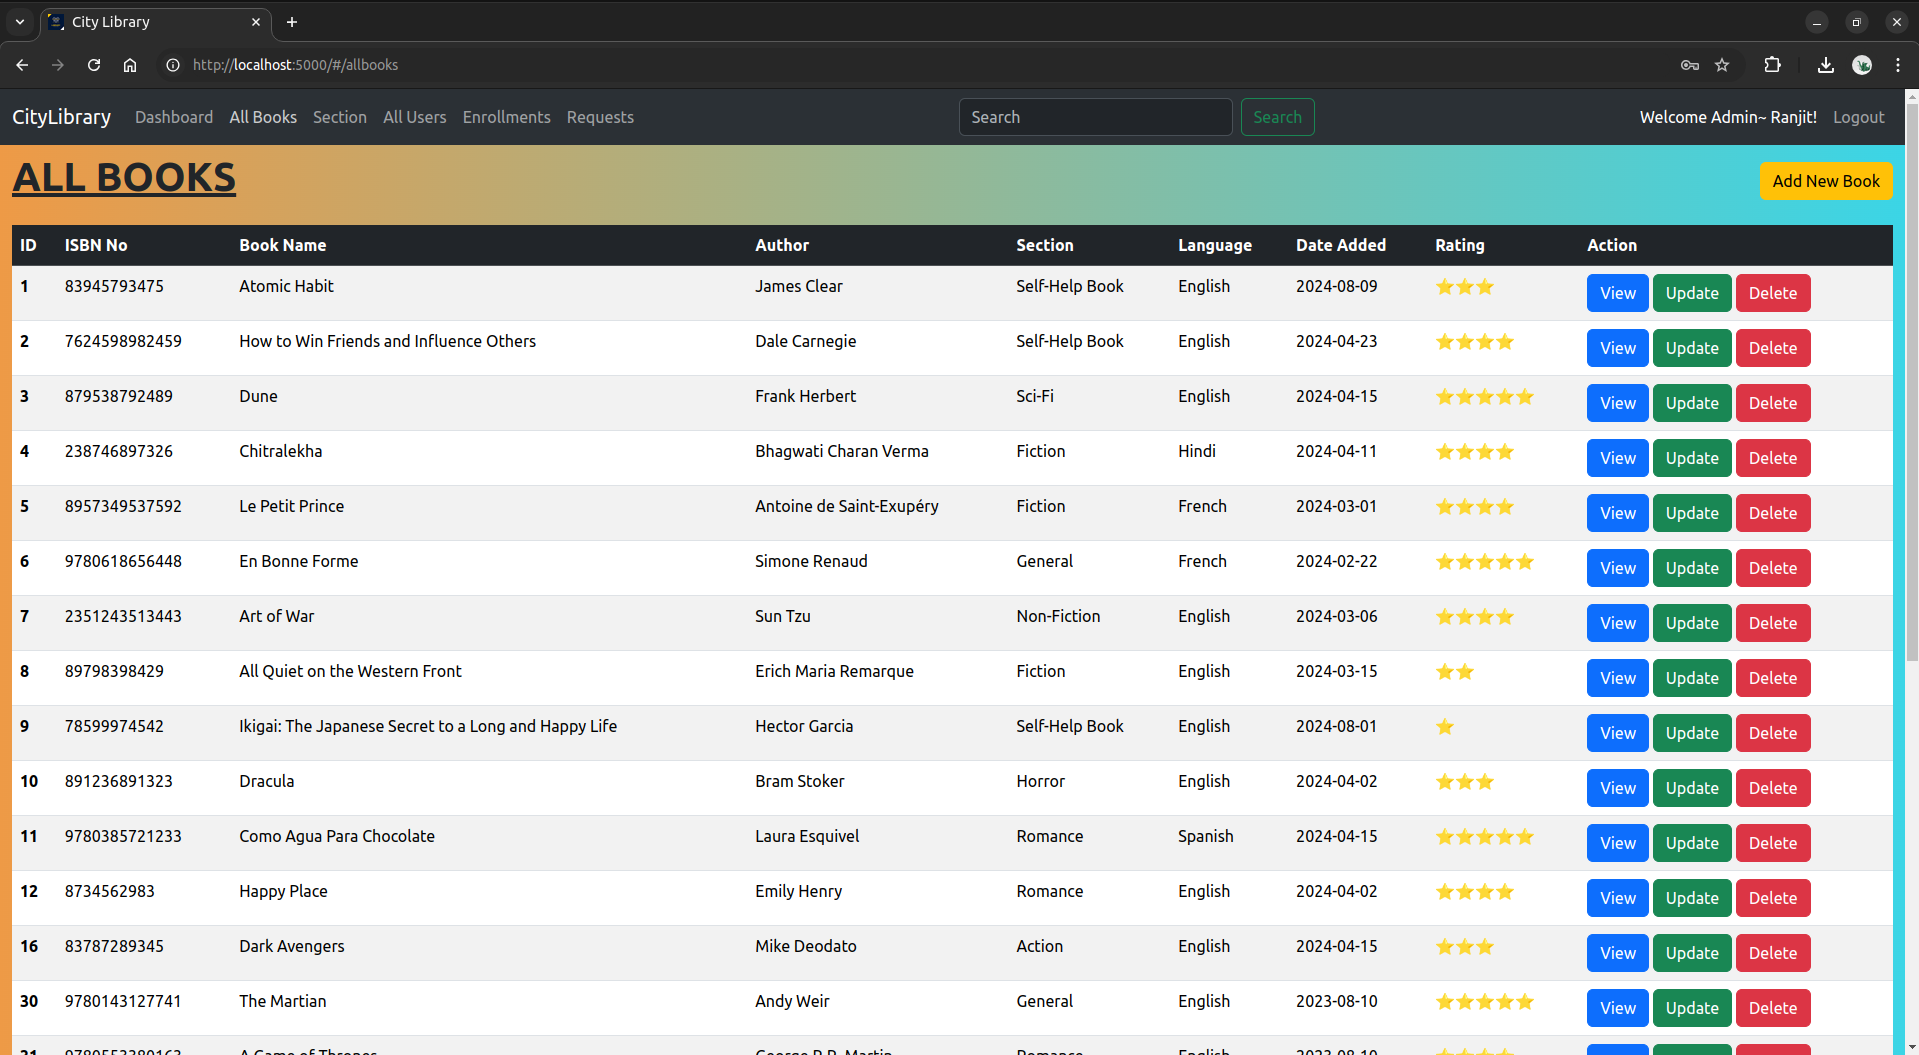 City Library
http://localhost:5000/#/allbooks
CityLibrary Dashboard All Books Section All Users Enrollments Requests Search Search Welcome Admin~ Ranjit! Logout
ALL BOOKS
Add New Book
ID ISBN No Book Name Author Section Language Date Added Rating Action
1 83945793475 Atomic Habit James Clear Self-Help Book English 2024-08-09 View Update Delete
2 7624598982459 How to Win Friends and Influence Others Dale Carnegie Self-Help Book English 2024-04-23 View Update Delete
3 879538792489 Dune Frank Herbert Sci-Fi English 2024-04-15 View Update Delete
4 238746897326 Chitralekha Bhagwati Charan Verma Fiction Hindi 2024-04-11 View Update Delete
5 8957349537592 Le Petit Prince Antoine de Saint-Exupéry Fiction French 2024-03-01 View Update Delete
6 9780618656448 En Bonne Forme Simone Renaud General French 2024-02-22 View Update Delete
7 2351243513443 Art of War Sun Tzu Non-Fiction English 2024-03-06 View Update Delete
8 89798398429 All Quiet on the Western Front Erich Maria Remarque Fiction English 2024-03-15 View Update Delete
9 78599974542 Ikigai: The Japanese Secret to a Long and Happy Life Hector Garcia Self-Help Book English 2024-08-01 View Update Delete
10 891236891323 Dracula Bram Stoker Horror English 2024-04-02 View Update Delete
11 9780385721233 Como Agua Para Chocolate Laura Esquivel Romance Spanish 2024-04-15 View Update Delete
12 8734562983 Happy Place Emily Henry Romance English 2024-04-02 View Update Delete
16 83787289345 Dark Avengers Mike Deodato Action English 2024-04-15 View Update Delete
30 9780143127741 The Martian Andy Weir General English 2023-08-10 View Update Delete
A Game of Thrones George R.R. Martin Romance English 2023-08-10